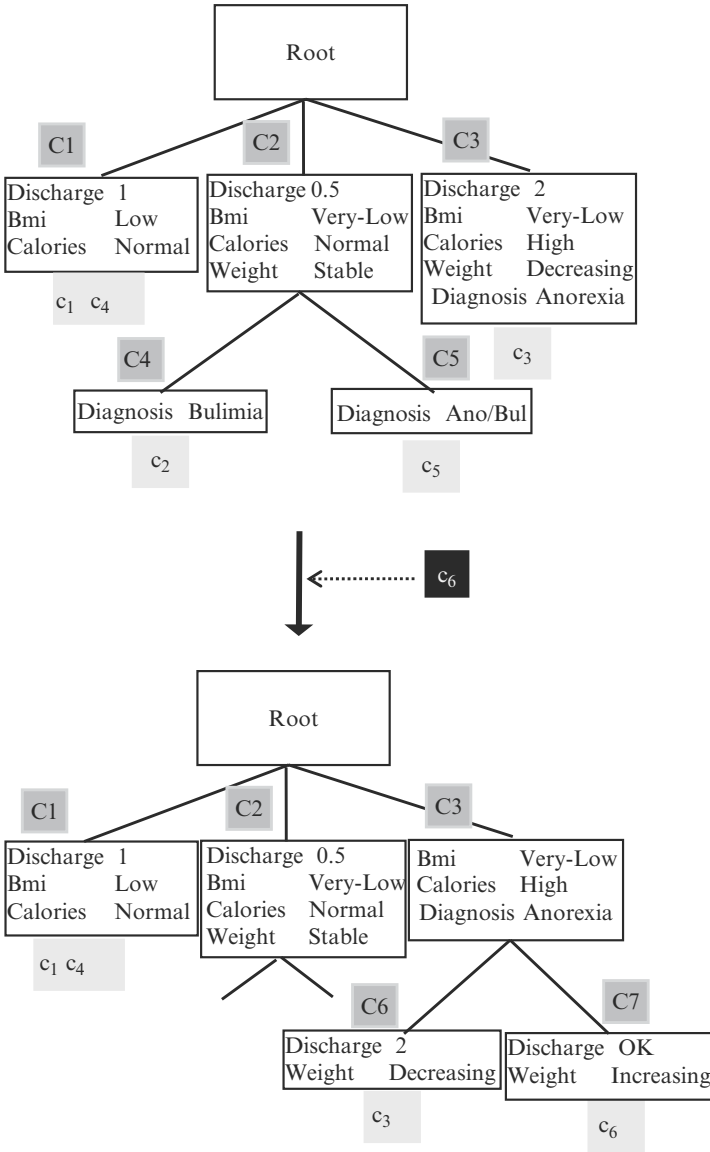 Root
C1
C2
C3
Discharge 1
Bmi Low
Calories Normal
c1 c4
Discharge 0.5
Bmi Very-Low
Calories Normal
Weight Stable
Discharge 2
Bmi Very-Low
Calories High
Weight Decreasing
Diagnosis Anorexia
c3
C4
C5
Diagnosis Bulimia
c2
Diagnosis Ano/Bul
c5
c6
Root
C1
C2
C3
Discharge 1
Bmi Low
Calories Normal
c1 c4
Discharge 0.5
Bmi Very-Low
Calories Normal
Weight Stable
Bmi Very-Low
Calories High
Diagnosis Anorexia
C6
C7
Discharge 2
Weight Decreasing
c3
Discharge OK
Weight Increasing
c6